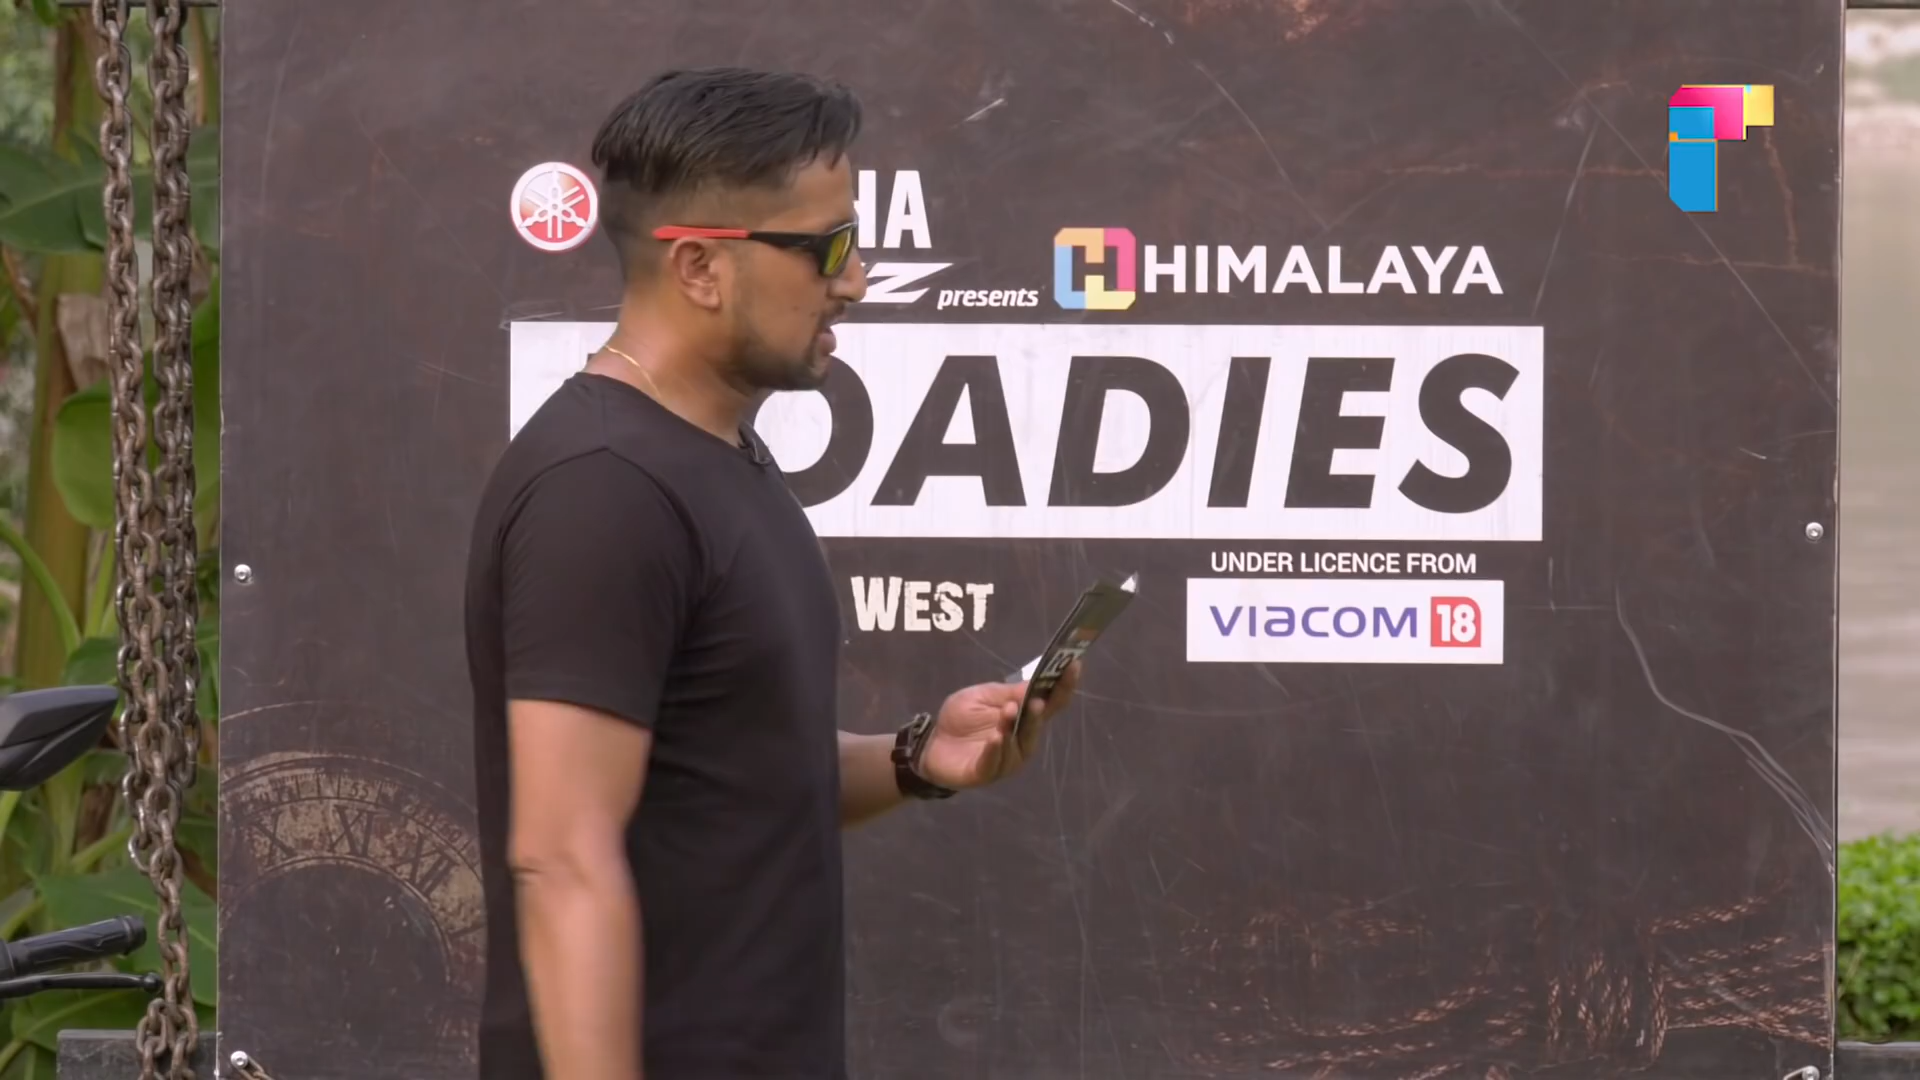 HA
Z presents
HIMALAYA
OADIES
WEST
UNDER LICENCE FROM
VIACOM 18